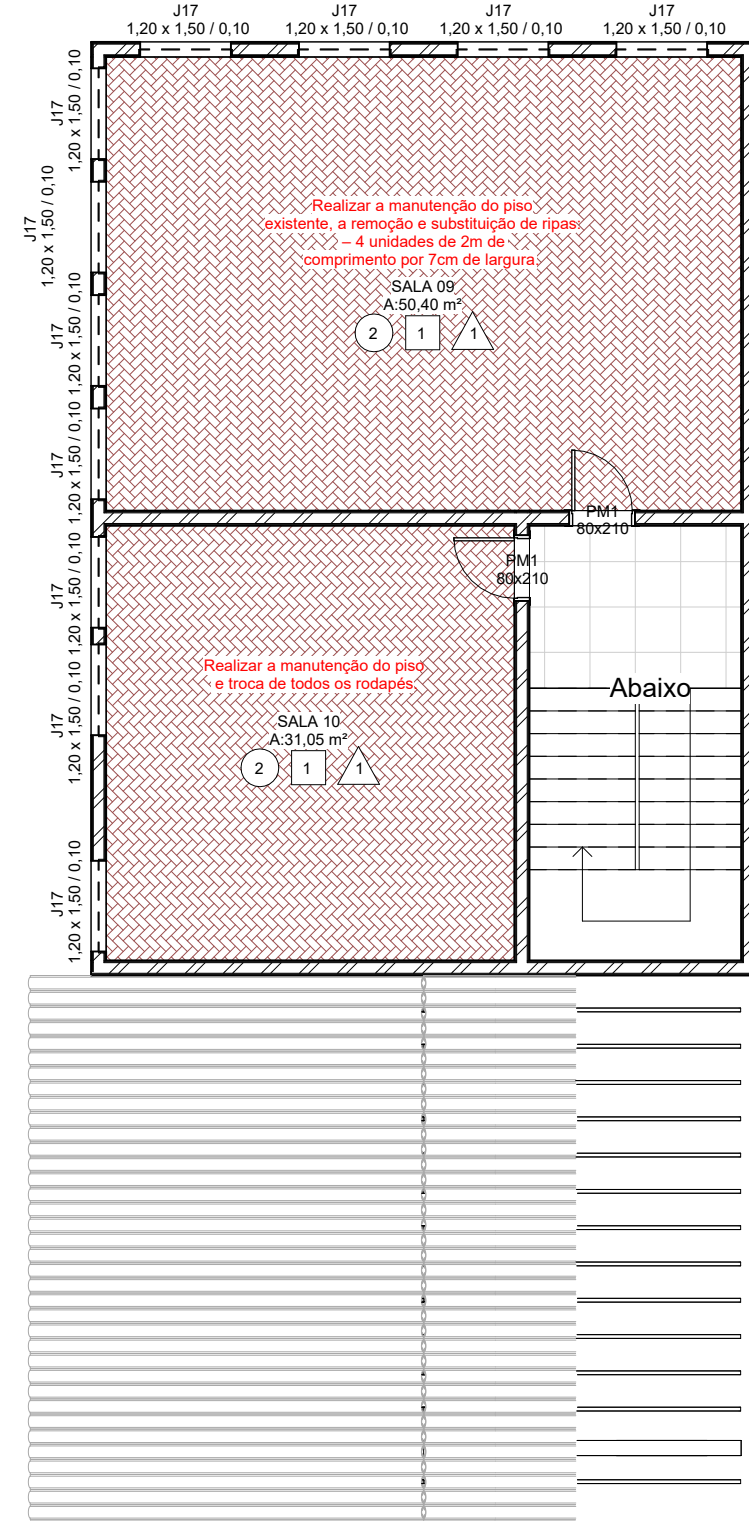 J17
1,20 x 1,50 / 0,10
J17
1,20 x 1,50 / 0,10
J17
1,20 x 1,50 / 0,10
J17
1,20 x 1,50 / 0,10
J17
1,20 x 1,50 / 0,10
J17
1,20 x 1,50 / 0,10
J17
1,20 x 1,50 / 0,10
J17
1,20 x 1,50 / 0,10
J17
1,20 x 1,50 / 0,10
J17
1,20 x 1,50 / 0,10
J17
1,20 x 1,50 / 0,10
Realizar a manutenção do piso
existente, a remoção e substituição de ripas.
– 4 unidades de 2m de
comprimento por 7cm de largura.
SALA 09
A:50,40 m²
2 1 1
PM1
80x210
PM1
80x210
Realizar a manutenção do piso
e troca de todos os rodapés.
SALA 10
A:31,05 m²
2 1 1
Abaixo